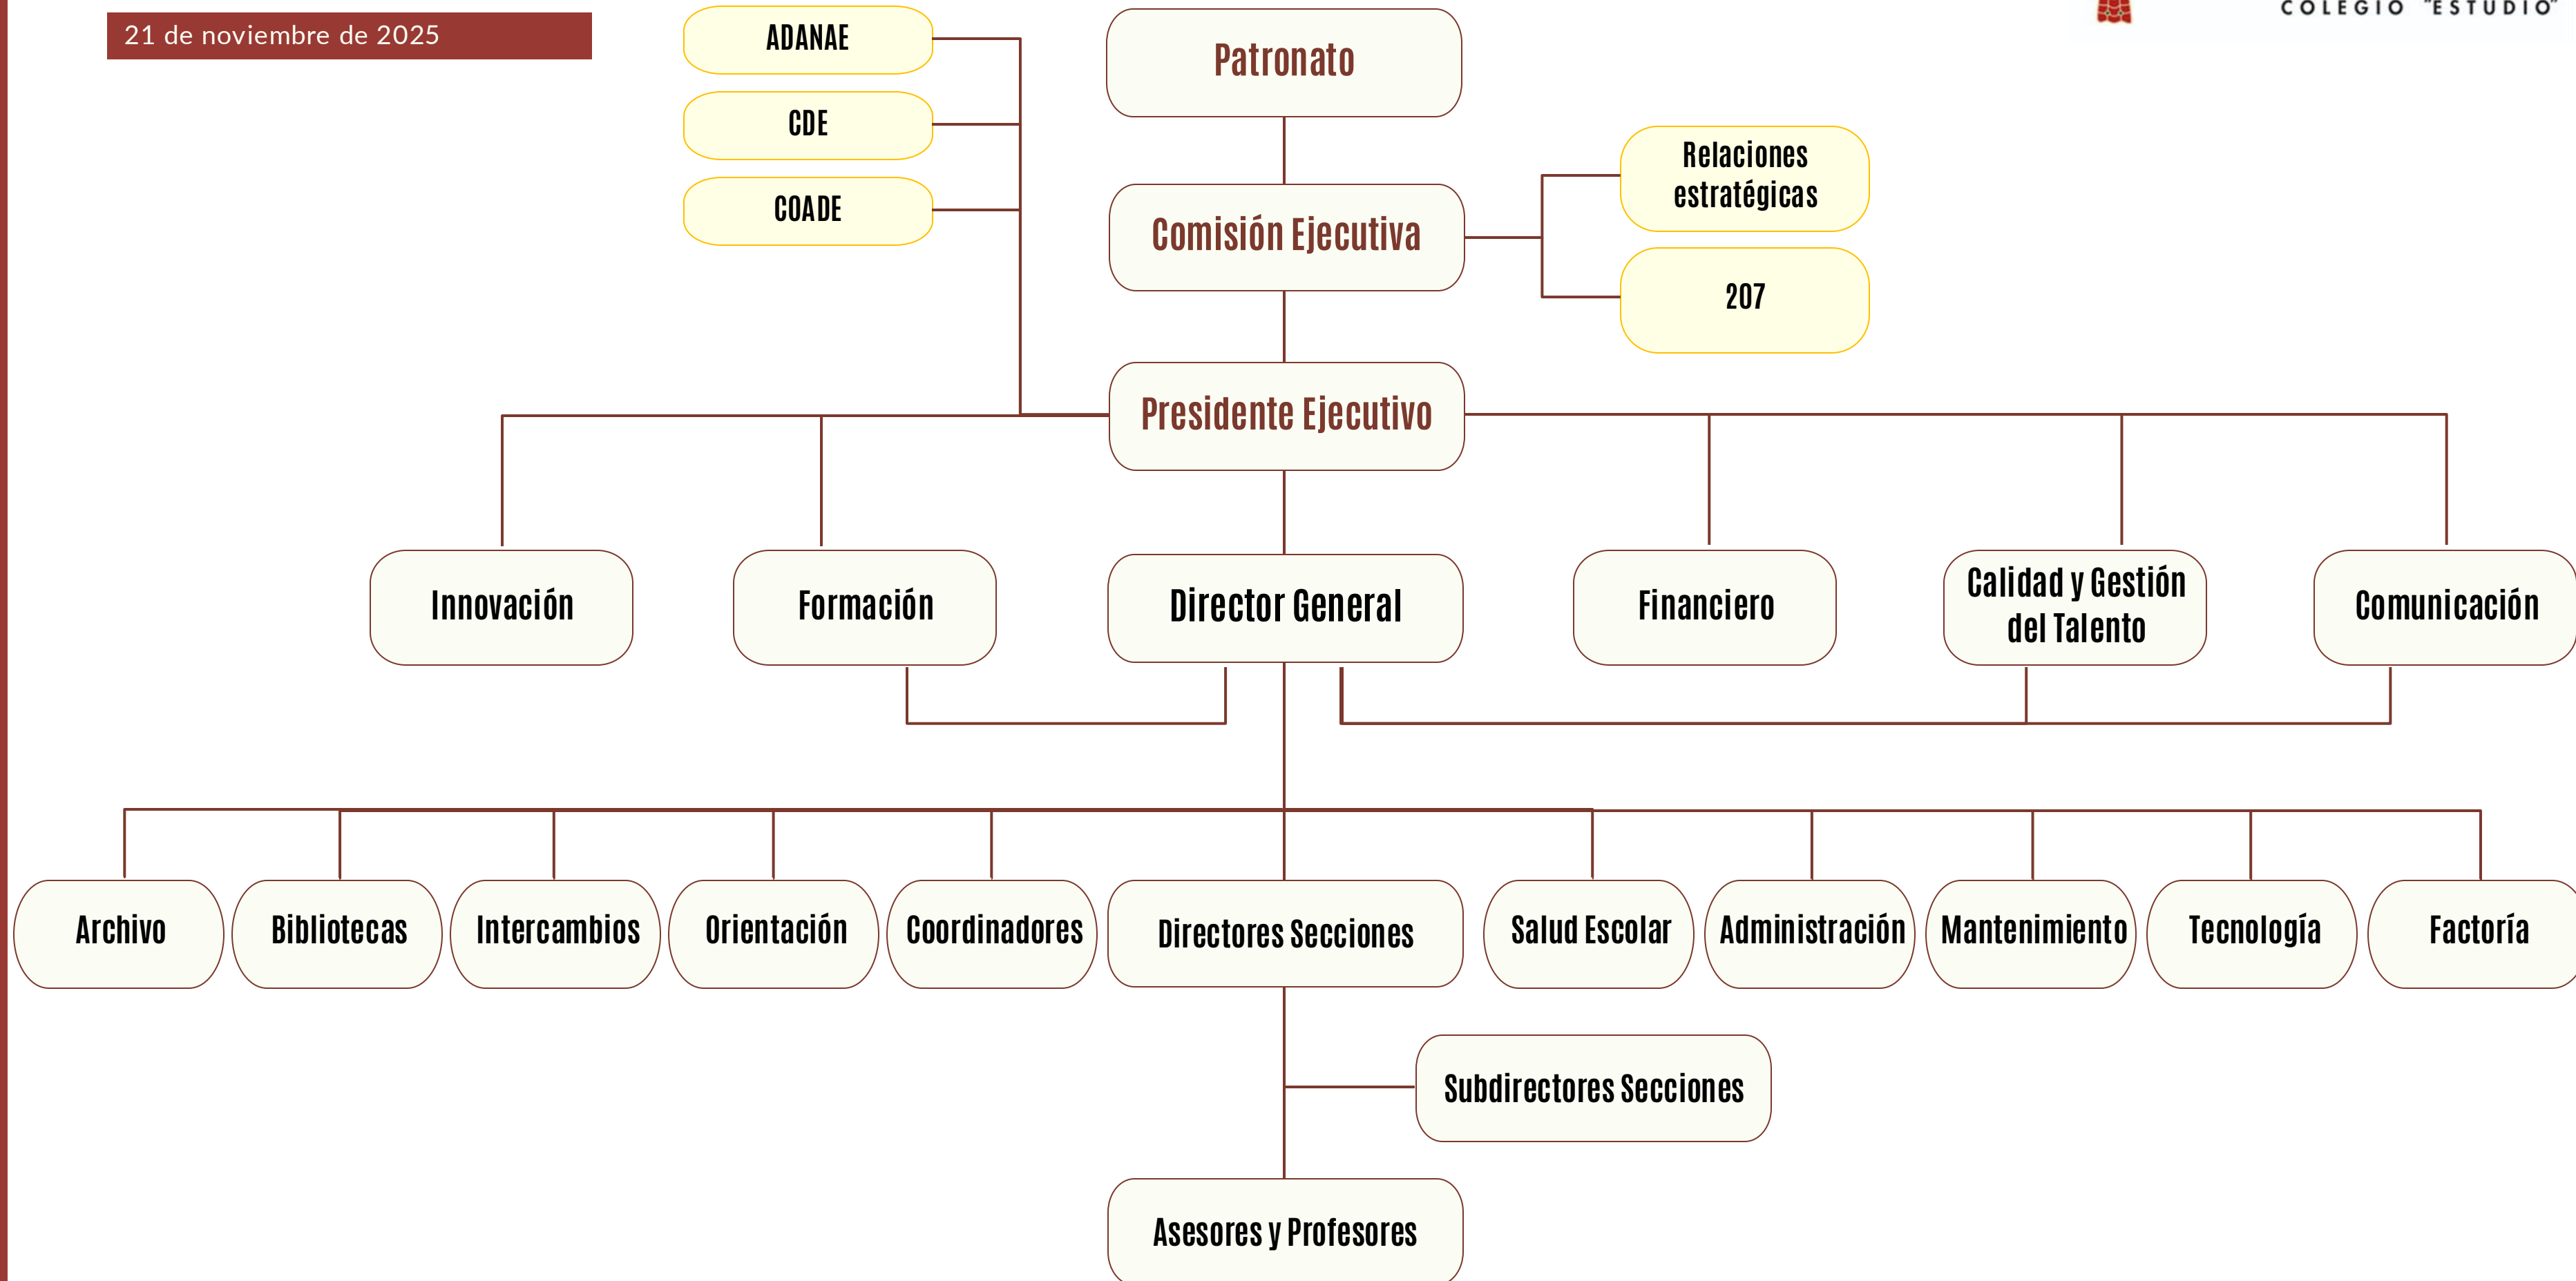 21 de noviembre de 2025
COLEGIO "ESTUDIO"
ADANAE
Patronato
CDE
COADE
Comisión Ejecutiva
Relaciones
estratégicas
207
Presidente Ejecutivo
Innovación
Formación
Director General
Financiero
Calidad y Gestión
del Talento
Comunicación
Archivo
Bibliotecas
Intercambios
Orientación
Coordinadores
Directores Secciones
Salud Escolar
Administración
Mantenimiento
Tecnología
Factoría
Subdirectores Secciones
Asesores y Profesores